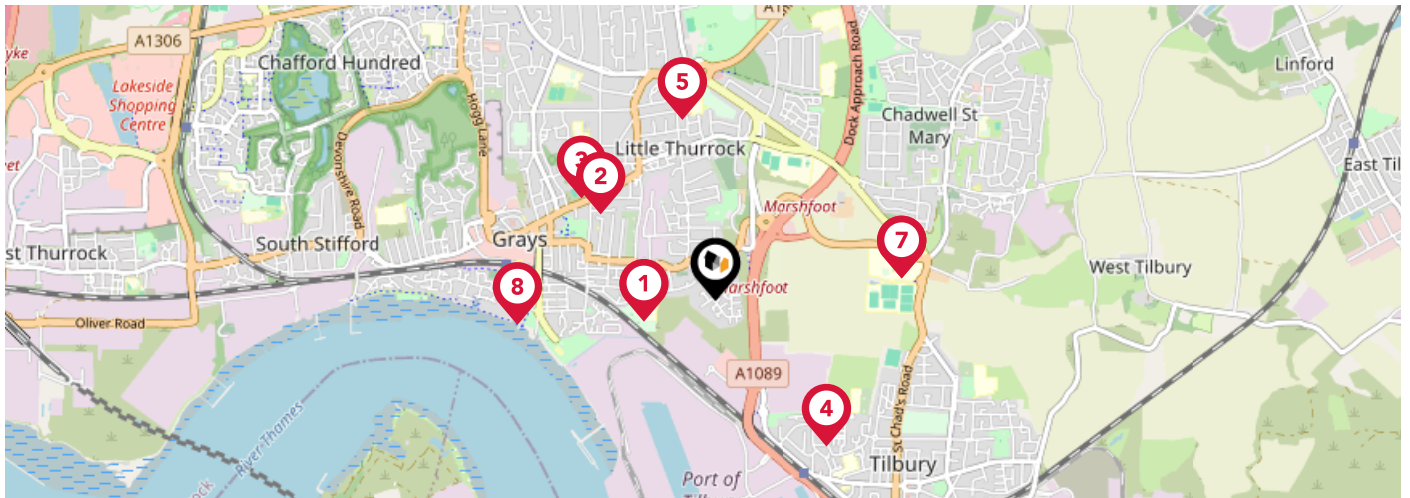 A1306
Chafford Hundred
Linford
Lakeside
Shopping
Centre
Hogg Lane
Dock Approach Road
5
Chadwell St
Mary
Little Thurrock
3
2
East Til
Devonshire Road
Marshfoot
st Thurrock
South Stifford
Grays
7
West Tilbury
8
1
arshfoot
Oliver Road
A1089
4
River Thames
St Chad's Road
Tilbury
Port of